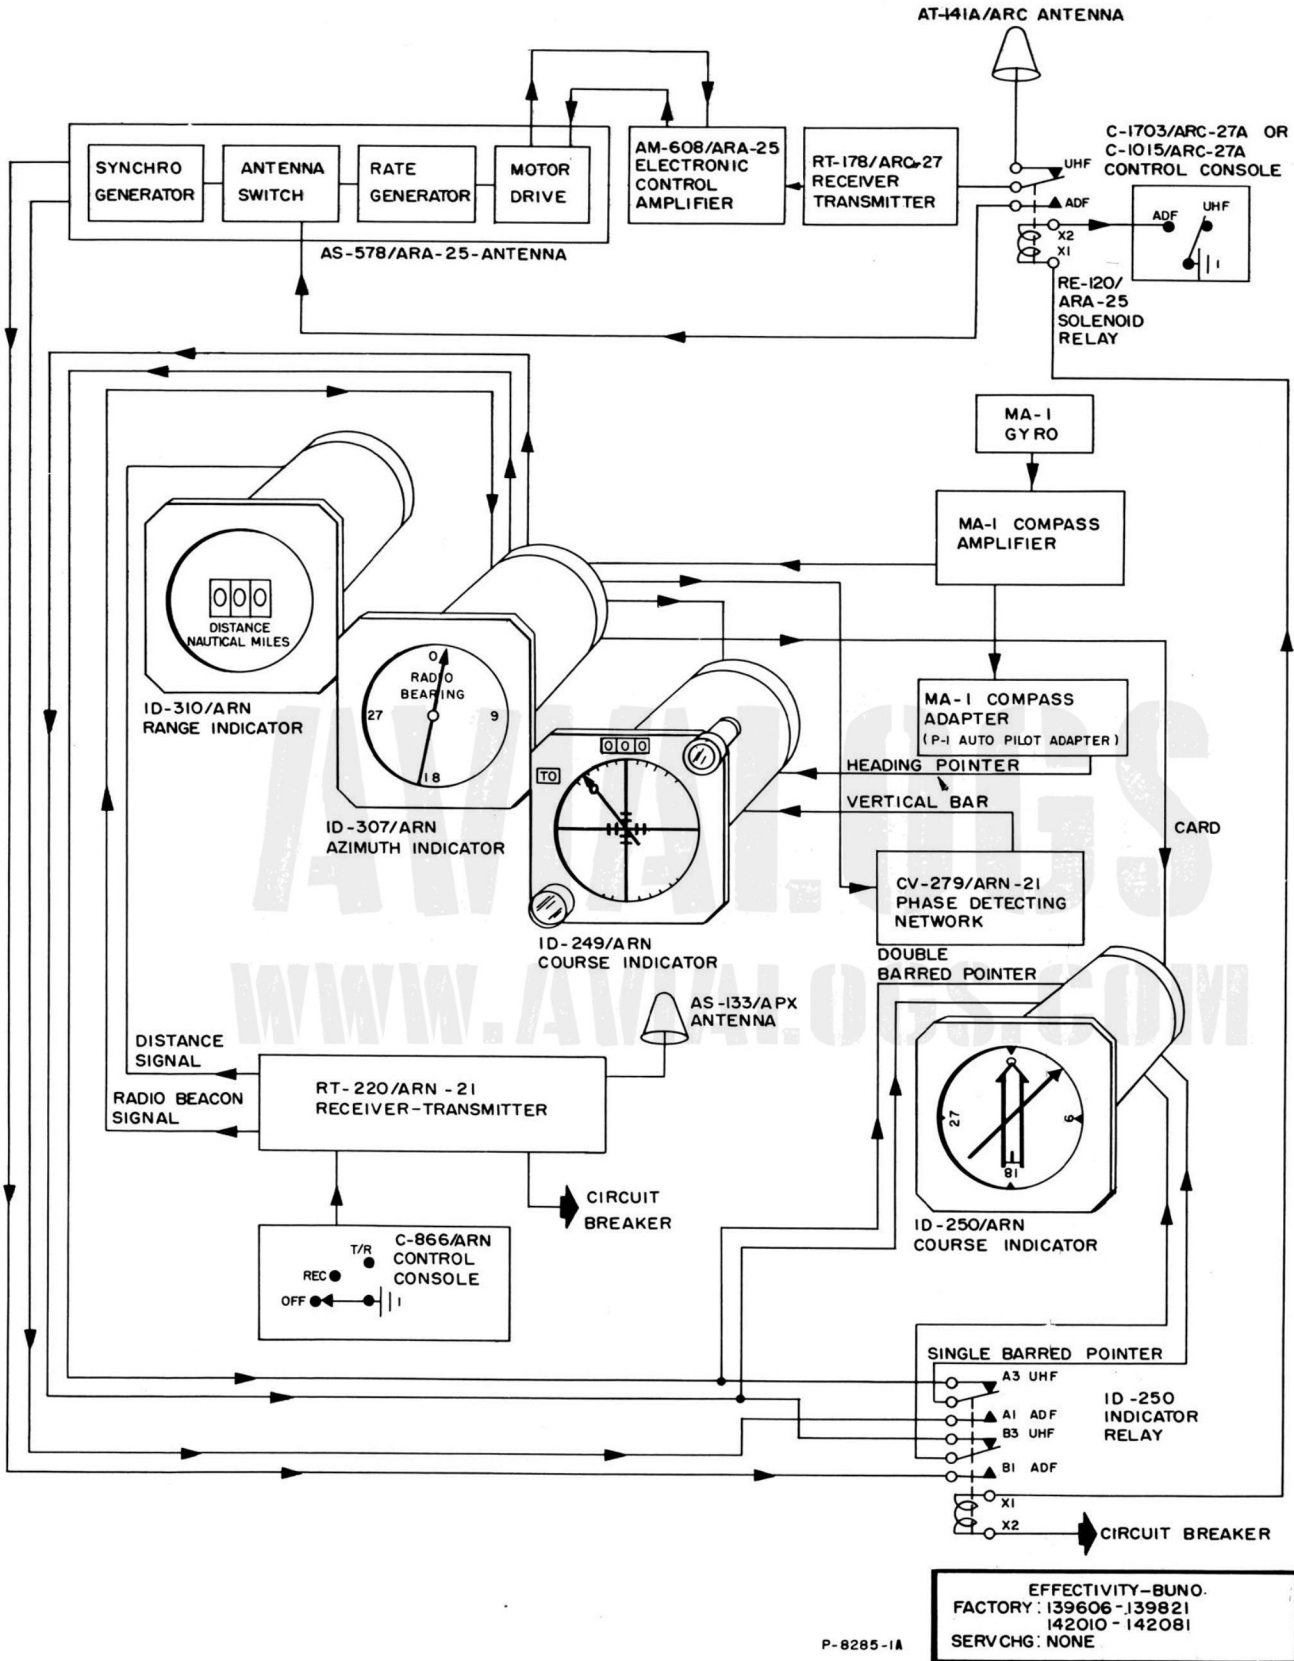 AT-141A/ARC ANTENNA
C-1703/ARC-27A OR
C-1015/ARC-27A
CONTROL CONSOLE
UHF
ADF
ADF
UHF
X2
X1
1
RE-120/
ARA-25
SOLENOID
RELAY
SYNCHRO
GENERATOR
ANTENNA
SWITCH
RATE
GENERATOR
MOTOR
DRIVE
AS-578/ARA-25-ANTENNA
AM-608/ARA-25
ELECTRONIC
CONTROL
AMPLIFIER
RT-178/ARC-27
RECEIVER
TRANSMITTER
MA-1
GYRO
MA-1 COMPASS
AMPLIFIER
MA-1 COMPASS
ADAPTER
(P-1 AUTO PILOT ADAPTER)
HEADING POINTER
VERTICAL BAR
CARD
CV-279/ARN-21
PHASE DETECTING
NETWORK
000
DISTANCE
NAUTICAL MILES
ID-310/ARN
RANGE INDICATOR
0
RADIO
BEARING
27
9
18
ID-307/ARN
AZIMUTH INDICATOR
000
TO
ID-249/ARN
COURSE INDICATOR
DOUBLE
BARRED POINTER
AVIALOGS
WWW.AVIALOGS.COM
AS-133/APX
ANTENNA
DISTANCE
SIGNAL
RADIO BEACON
SIGNAL
RT-220/ARN-21
RECEIVER-TRANSMITTER
CIRCUIT
BREAKER
C-866/ARN
CONTROL
CONSOLE
T/R
REC
OFF
1
0
27
9
18
ID-250/ARN
COURSE INDICATOR
SINGLE BARRED POINTER
A3 UHF
A1 ADF
B3 UHF
B1 ADF
X1
X2
ID-250
INDICATOR
RELAY
CIRCUIT BREAKER
EFFECTIVITY-BUNO.
FACTORY: 139606-139821
142010-142081
SERV CHG: NONE
P-8285-1A